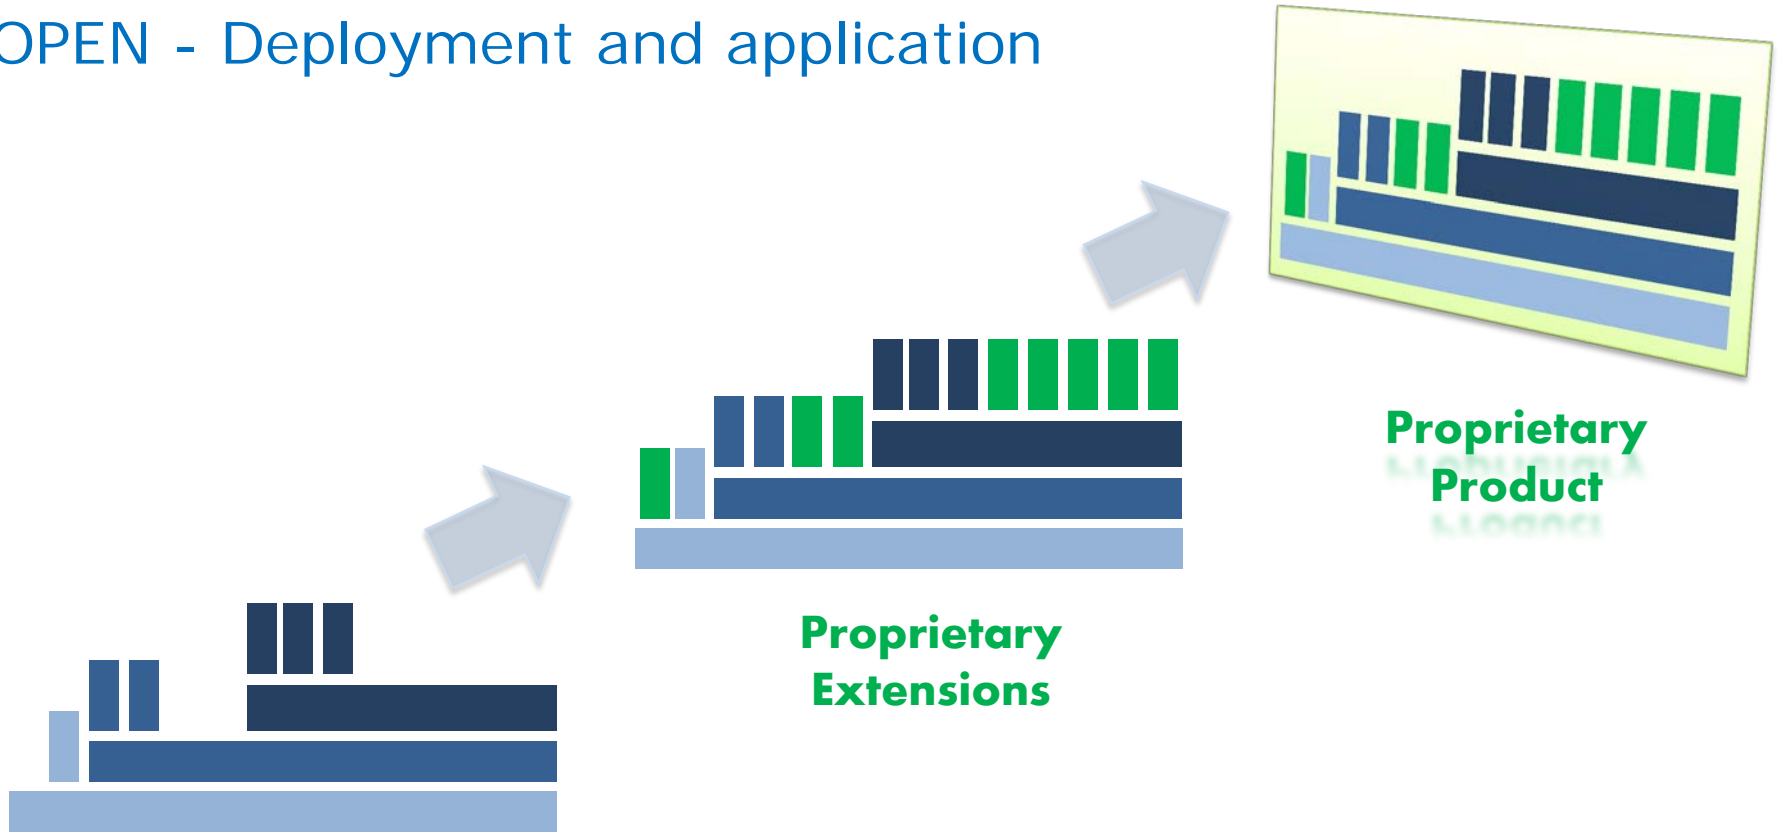 OPEN - Deployment and application
Proprietary
Product
Proprietary
Extensions